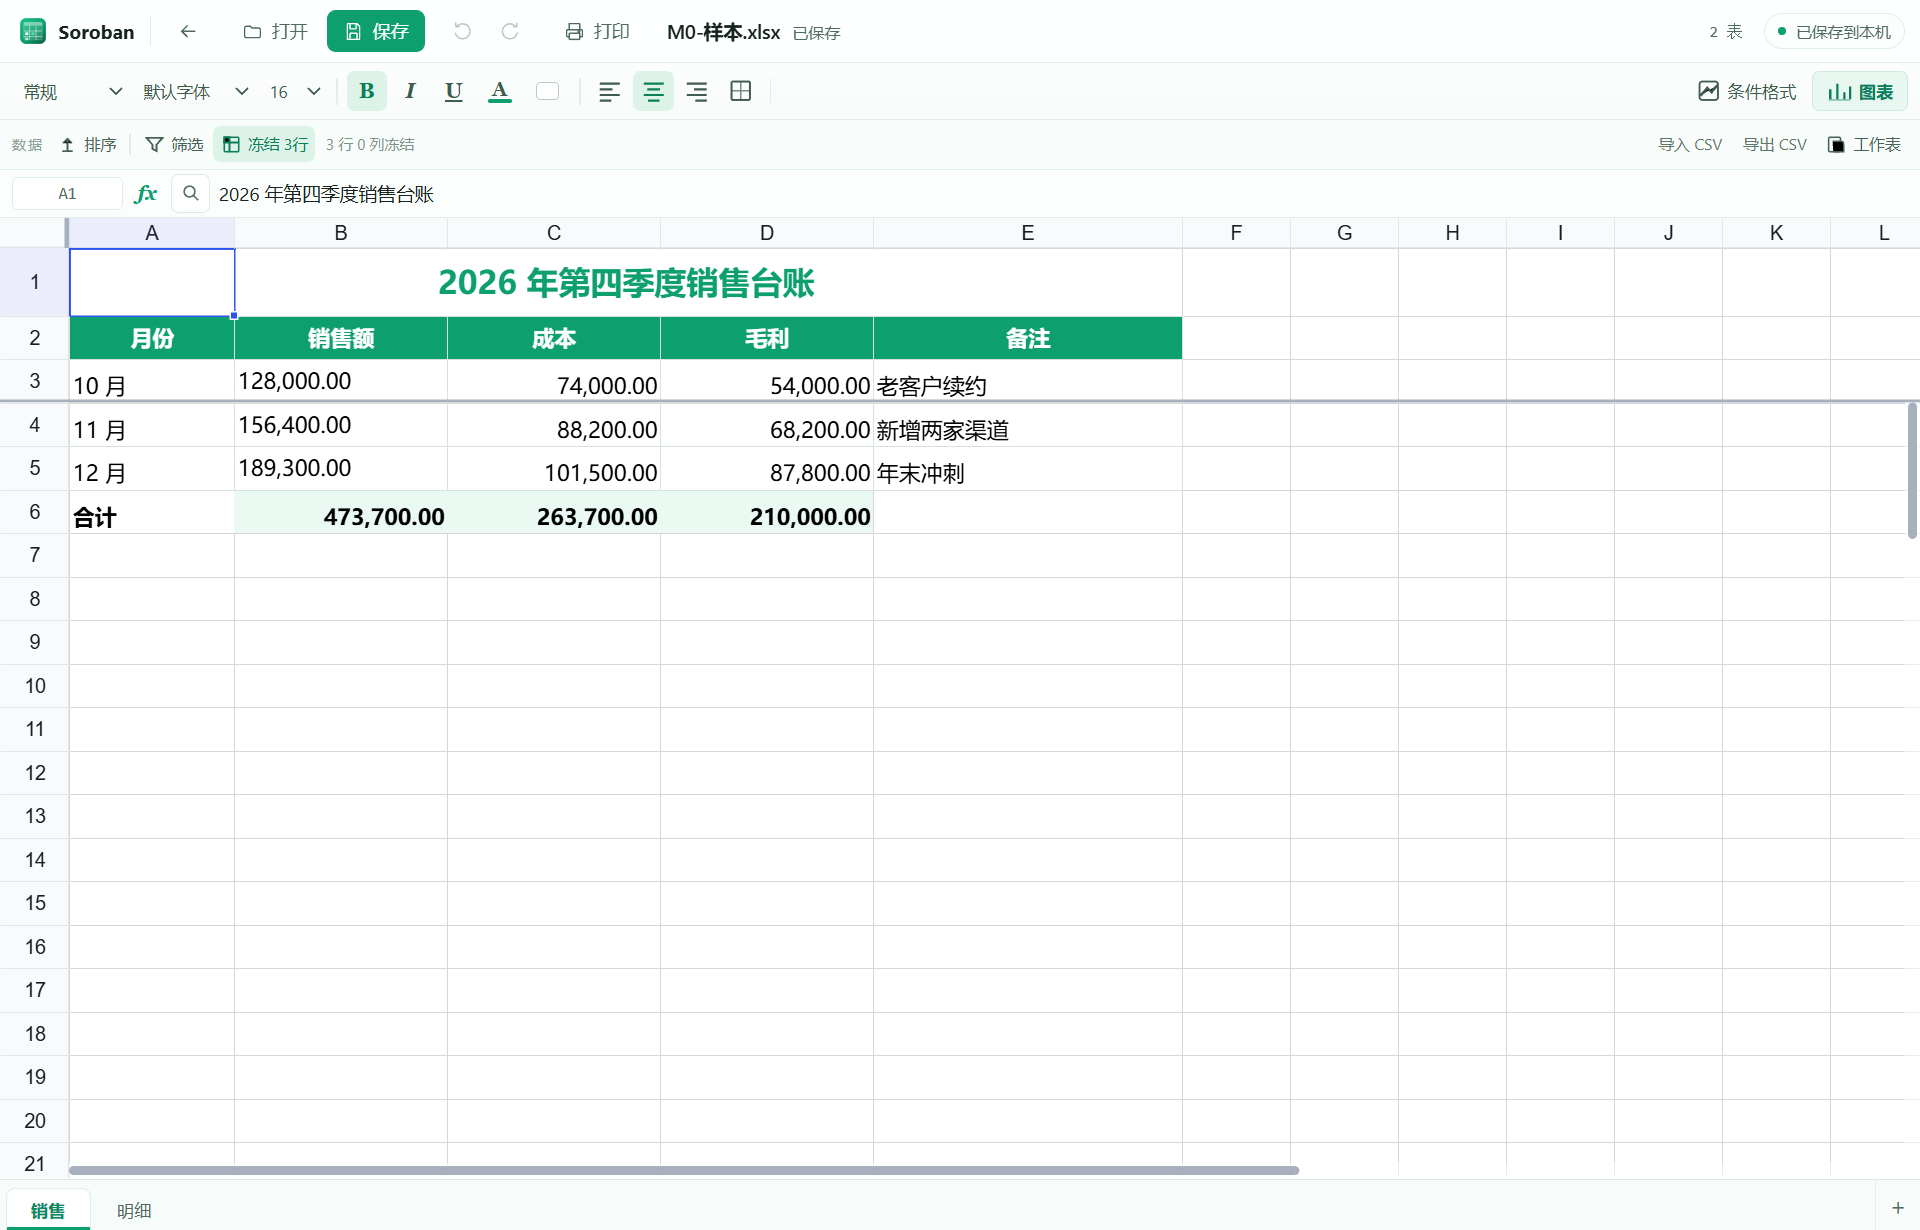 Soroban
打开
保存
打印
M0-样本.xlsx 已保存
2 表
已保存到本机
常规
默认字体
16
B I U A
条件格式
图表
数据
排序
筛选
冻结 3行
3 行 0 列冻结
导入 CSV
导出 CSV
工作表
A1
fx
2026 年第四季度销售台账
A B C D E F G H I J K L
1 2026 年第四季度销售台账
2 月份 销售额 成本 毛利 备注
3 10 月 128,000.00 74,000.00 54,000.00 老客户续约
4 11 月 156,400.00 88,200.00 68,200.00 新增两家渠道
5 12 月 189,300.00 101,500.00 87,800.00 年末冲刺
6 合计 473,700.00 263,700.00 210,000.00
7
8
9
10
11
12
13
14
15
16
17
18
19
20
21
销售 明细 +